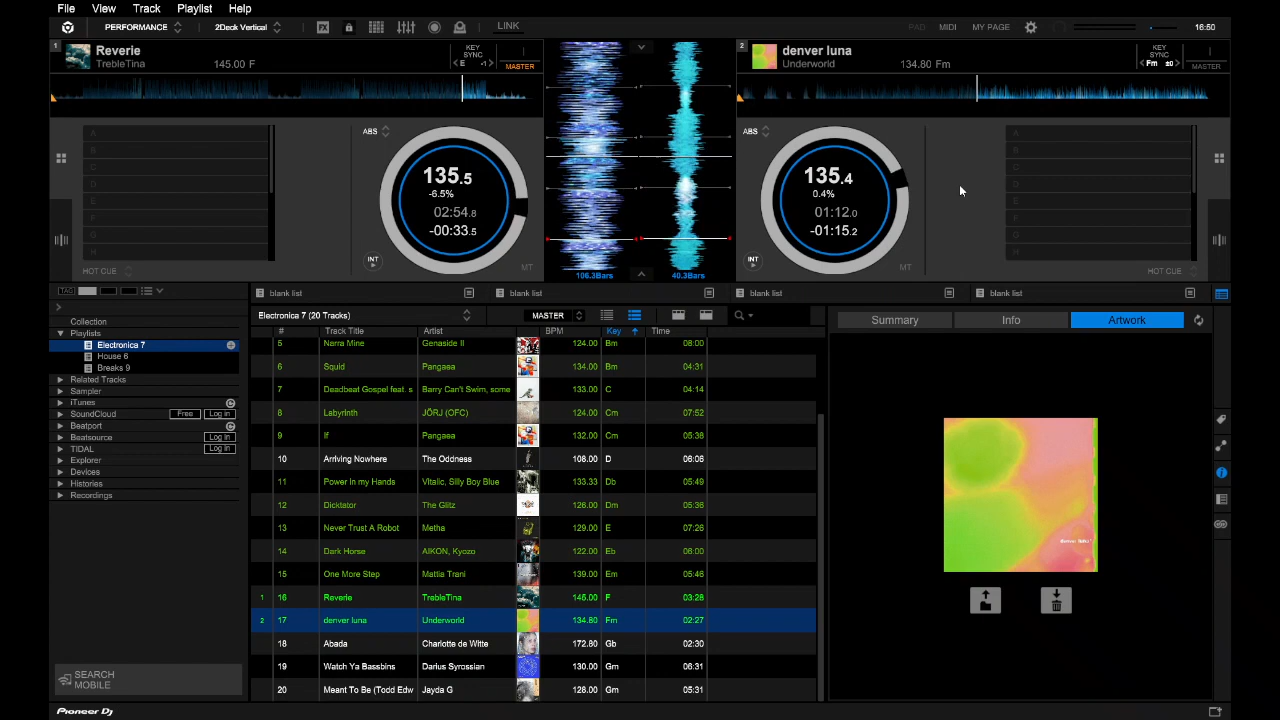 File View Track Playlist Help
PERFORMANCE 2Deck Vertical FX LINK PAD MIDI MY PAGE 16:50
1 Reverie KEY SYNC
TrebleTina 145.00 F E -1 MASTER
2 denver luna KEY SYNC
Underworld 134.80 Fm Fm ±0 MASTER
A
B
C
D
E
F
G
H
HOT CUE
ABS
135.5
-6.5%
02:54.8
-00:33.5
INT
MT
106.3Bars 40.3Bars
ABS
135.4
0.4%
01:12.0
-01:15.2
INT
MT
A
B
C
D
E
F
G
H
HOT CUE
TAG
blank list blank list blank list blank list
Collection
Playlists
Electronica 7
House 6
Breaks 9
Related Tracks
Sampler
iTunes
SoundCloud Free Log in
Beatport
Beatsource Log in
TIDAL Log in
Explorer
Devices
Histories
Recordings
SEARCH
MOBILE
Electronica 7 (20 Tracks) MASTER
# Track Title Artist BPM Key Time
5 Narra Mine Genaside II 124.00 Bm 08:00
6 Squid Pangaea 134.00 Bm 04:31
7 Deadbeat Gospel feat. s Barry Can't Swim, some 133.00 C 04:14
8 Labyrinth JÖRJ (OFC) 124.00 Cm 07:52
9 If Pangaea 132.00 Cm 05:38
10 Arriving Nowhere The Oddness 108.00 D 06:06
11 Power In my Hands Vitalic, Silly Boy Blue 133.33 Db 05:49
12 Dicktator The Glitz 126.00 Dm 06:38
13 Never Trust A Robot Metha 129.00 E 07:26
14 Dark Horse AIKON, Kyozo 122.00 Eb 06:00
15 One More Step Mattia Trani 139.00 Em 05:46
1 16 Reverie TrebleTina 145.00 F 03:28
2 17 denver luna Underworld 134.80 Fm 02:27
18 Abada Charlotte de Witte 172.80 Gb 02:30
19 Watch Ya Bassbins Darius Syrossian 130.00 Gm 06:31
20 Meant To Be (Todd Edw Jayda G 128.00 Gm 05:31
Summary Info Artwork
Pioneer Dj